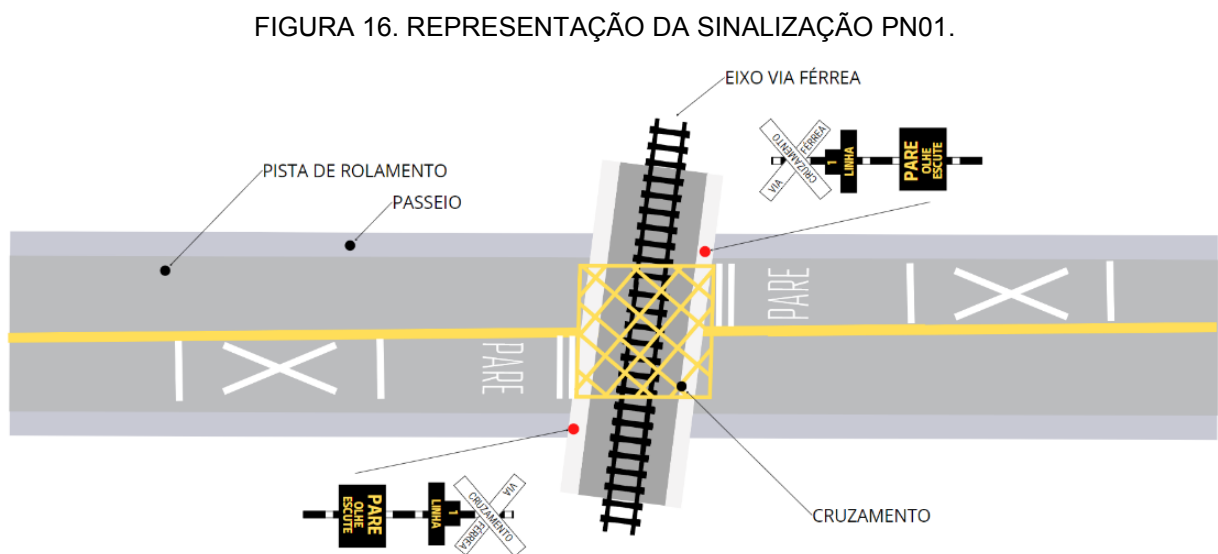 FIGURA 16. REPRESENTAÇÃO DA SINALIZAÇÃO PN01.
EIXO VIA FÉRREA
CRUZAMENTO
VIA FÉRREA
1
LINHA
PARE
OLHE
ESCUTE
PISTA DE ROLAMENTO
PASSEIO
PARE
PARE
PARE
OLHE
ESCUTE
1
LINHA
CRUZAMENTO
VIA FÉRREA
CRUZAMENTO